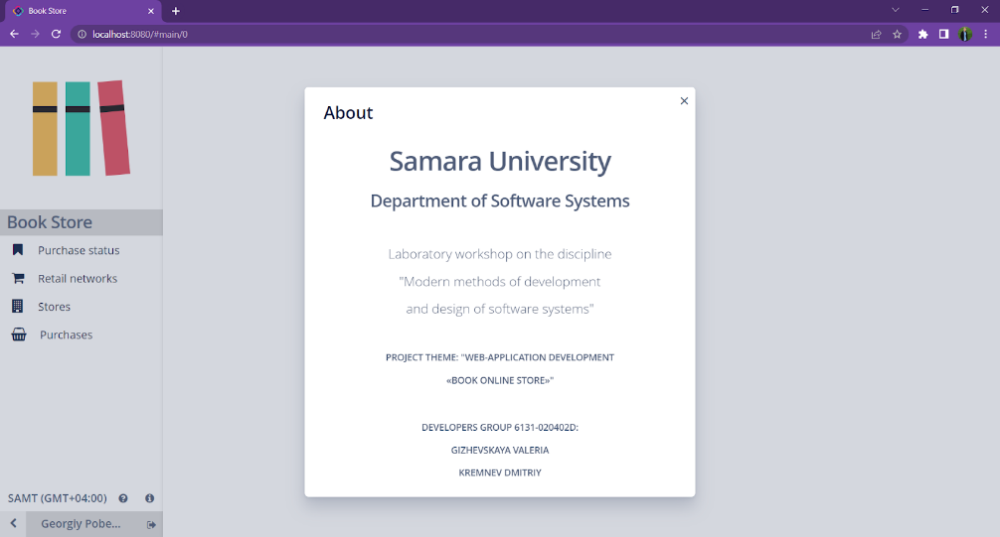 Book Store
localhost:8080/#main/0
Book Store
Purchase status
Retail networks
Stores
Purchases
SAMT (GMT+04:00)
Georgly Pobe...
About
Samara University
Department of Software Systems
Laboratory workshop on the discipline
"Modern methods of development
and design of software systems"
PROJECT THEME: "WEB-APPLICATION DEVELOPMENT
«BOOK ONLINE STORE»"
DEVELOPERS GROUP 6131-020402D:
GIZHEVSKAYA VALERIA
KREMNEV DMITRIY